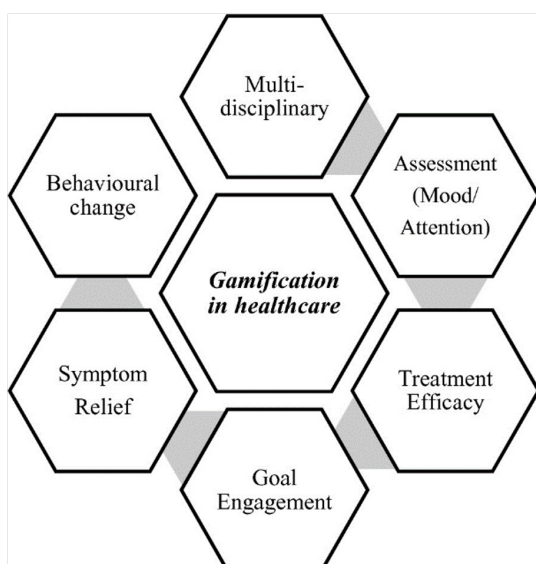 Multi-
disciplinary
Assessment
(Mood/
Attention)
Treatment
Efficacy
Goal
Engagement
Symptom
Relief
Behavioural
change
Gamification
in healthcare